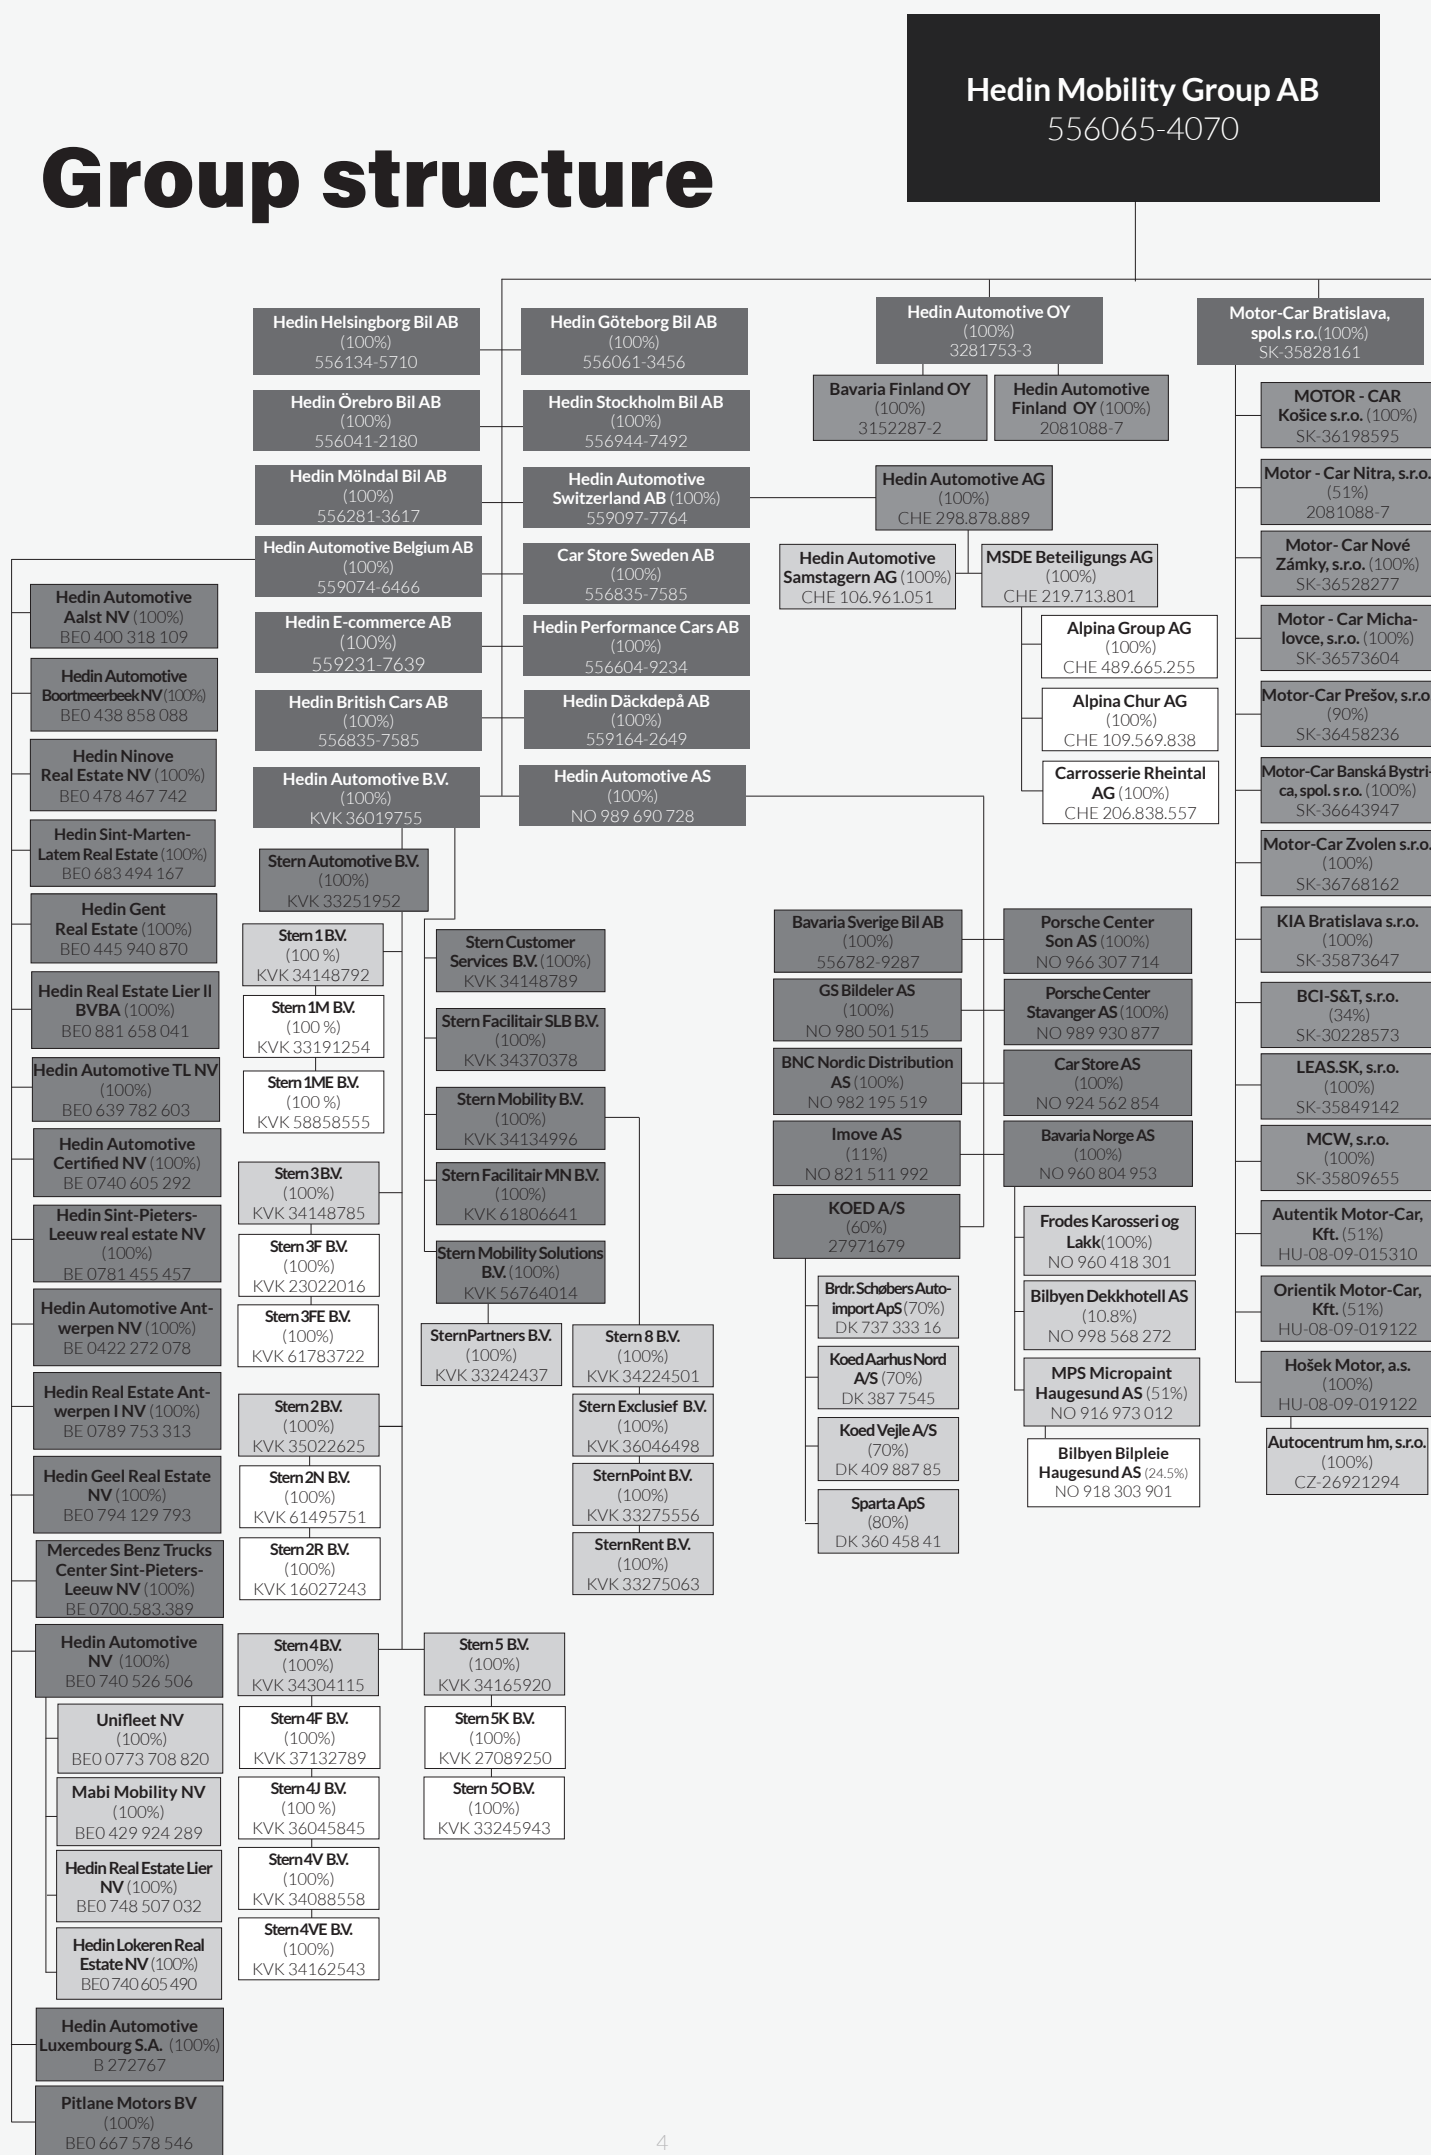 Hedin Mobility Group AB
556065-4070
Group structure
Hedin Helsingborg Bil AB
(100%)
556134-5710
Hedin Göteborg Bil AB
(100%)
556061-3456
Hedin Örebro Bil AB
(100%)
556041-2180
Hedin Stockholm Bil AB
(100%)
556944-7492
Hedin Mölndal Bil AB
(100%)
556281-3617
Hedin Automotive
Switzerland AB (100%)
559097-7764
Hedin Automotive Belgium AB
(100%)
559074-6466
Car Store Sweden AB
(100%)
556835-7585
Hedin E-commerce AB
(100%)
559231-7639
Hedin Performance Cars AB
(100%)
556604-9234
Hedin British Cars AB
(100%)
556835-7585
Hedin Däckdepå AB
(100%)
559164-2649
Hedin Automotive B.V.
(100%)
KVK 36019755
Hedin Automotive AS
(100%)
NO 989 690 728
Hedin Automotive OY
(100%)
3281753-3
Bavaria Finland OY
(100%)
3152287-2
Hedin Automotive
Finland OY (100%)
2081088-7
Hedin Automotive AG
(100%)
CHE 298.878.889
Hedin Automotive
Samstagern AG (100%)
CHE 106.961.051
MSDE Beteiligungs AG
(100%)
CHE 219.713.801
Alpina Group AG
(100%)
CHE 489.665.255
Alpina Chur AG
(100%)
CHE 109.569.838
Carrosserie Rheintal
AG (100%)
CHE 206.838.557
Motor-Car Bratislava,
spol.s r.o.(100%)
SK-35828161
MOTOR - CAR
Košice s.r.o. (100%)
SK-36198595
Motor - Car Nitra, s.r.o.
(51%)
2081088-7
Motor- Car Nové
Zámky, s.r.o. (100%)
SK-36528277
Motor - Car Micha-
lovce, s.r.o. (100%)
SK-36573604
Motor-Car Prešov, s.r.o
(90%)
SK-36458236
Motor-Car Banská Bystri-
ca, spol. s r.o. (100%)
SK-36643947
Motor-Car Zvolen s.r.o.
(100%)
SK-36768162
KIA Bratislava s.r.o.
(100%)
SK-35873647
BCI-S&T, s.r.o.
(34%)
SK-30228573
LEAS.SK, s.r.o.
(100%)
SK-35849142
MCW, s.r.o.
(100%)
SK-35809655
Autentik Motor-Car,
Kft. (51%)
HU-08-09-015310
Orientik Motor-Car,
Kft. (51%)
HU-08-09-019122
Hošek Motor, a.s.
(100%)
HU-08-09-019122
Autocentrum hm, s.r.o.
(100%)
CZ-26921294
Hedin Automotive
Aalst NV (100%)
BE0 400 318 109
Hedin Automotive
Boortmeerbeek NV (100%)
BE0 438 858 088
Hedin Ninove
Real Estate NV (100%)
BE0 478 467 742
Hedin Sint-Marten-
Latem Real Estate (100%)
BE0 683 494 167
Hedin Gent
Real Estate (100%)
BE0 445 940 870
Hedin Real Estate Lier II
BVBA (100%)
BE0 881 658 041
Hedin Automotive TL NV
(100%)
BE0 639 782 603
Hedin Automotive
Certified NV (100%)
BE 0740 605 292
Hedin Sint-Pieters-
Leeuw real estate NV
(100%)
BE 0781 455 457
Hedin Automotive Ant-
werpen NV (100%)
BE 0422 272 078
Hedin Real Estate Ant-
werpen I NV (100%)
BE 0789 753 313
Hedin Geel Real Estate
NV (100%)
BE0 794 129 793
Mercedes Benz Trucks
Center Sint-Pieters-
Leeuw NV (100%)
BE 0700.583.389
Hedin Automotive
NV (100%)
BE0 740 526 506
Unifleet NV
(100%)
BE0 0773 708 820
Mabi Mobility NV
(100%)
BE0 429 924 289
Hedin Real Estate Lier
NV (100%)
BE0 748 507 032
Hedin Lokeren Real
Estate NV (100%)
BE0 740 605 490
Hedin Automotive
Luxembourg S.A. (100%)
B 272767
Pitlane Motors BV
(100%)
BE0 667 578 546
Stern Automotive B.V.
(100%)
KVK 33251952
Stern 1 B.V.
(100 %)
KVK 34148792
Stern 1M B.V.
(100 %)
KVK 33191254
Stern 1ME B.V.
(100 %)
KVK 58858555
Stern 3 B.V.
(100%)
KVK 34148785
Stern 3F B.V.
(100%)
KVK 23022016
Stern 3FE B.V.
(100%)
KVK 61783722
Stern 2 B.V.
(100%)
KVK 35022625
Stern 2N B.V.
(100%)
KVK 61495751
Stern 2R B.V.
(100%)
KVK 16027243
Stern 4 B.V.
(100%)
KVK 34304115
Stern 4F B.V.
(100%)
KVK 37132789
Stern 4J B.V.
(100 %)
KVK 36045845
Stern 4V B.V.
(100%)
KVK 34088558
Stern 4VE B.V.
(100%)
KVK 34162543
Stern 5 B.V.
(100%)
KVK 34165920
Stern 5K B.V.
(100%)
KVK 27089250
Stern 5O B.V.
(100%)
KVK 33245943
Stern Customer
Services B.V. (100%)
KVK 34148789
Stern Facilitair SLB B.V.
(100%)
KVK 34370378
Stern Mobility B.V.
(100%)
KVK 34134996
Stern Facilitair MN B.V.
(100%)
KVK 61806641
Stern Mobility Solutions
B.V. (100%)
KVK 56764014
SternPartners B.V.
(100%)
KVK 33242437
Stern 8 B.V.
(100%)
KVK 34224501
Stern Exclusief B.V.
(100%)
KVK 36046498
SternPoint B.V.
(100%)
KVK 33275556
SternRent B.V.
(100%)
KVK 33275063
Bavaria Sverige Bil AB
(100%)
556782-9287
Porsche Center
Son AS (100%)
NO 966 307 714
GS Bildeler AS
(100%)
NO 980 501 515
Porsche Center
Stavanger AS (100%)
NO 989 930 877
BNC Nordic Distribution
AS (100%)
NO 982 195 519
Car Store AS
(100%)
NO 924 562 854
Imove AS
(11%)
NO 821 511 992
Bavaria Norge AS
(100%)
NO 960 804 953
KOED A/S
(60%)
27971679
Brdr. Schøbers Auto-
import ApS (70%)
DK 737 333 16
Koed Aarhus Nord
A/S (70%)
DK 387 7545
Koed Vejle A/S
(70%)
DK 409 887 85
Sparta ApS
(80%)
DK 360 458 41
Frodes Karosseri og
Lakk(100%)
NO 960 418 301
Bilbyen Dekkhotell AS
(10.8%)
NO 998 568 272
MPS Micropaint
Haugesund AS (51%)
NO 916 973 012
Bilbyen Bilpleie
Haugesund AS (24.5%)
NO 918 303 901
4